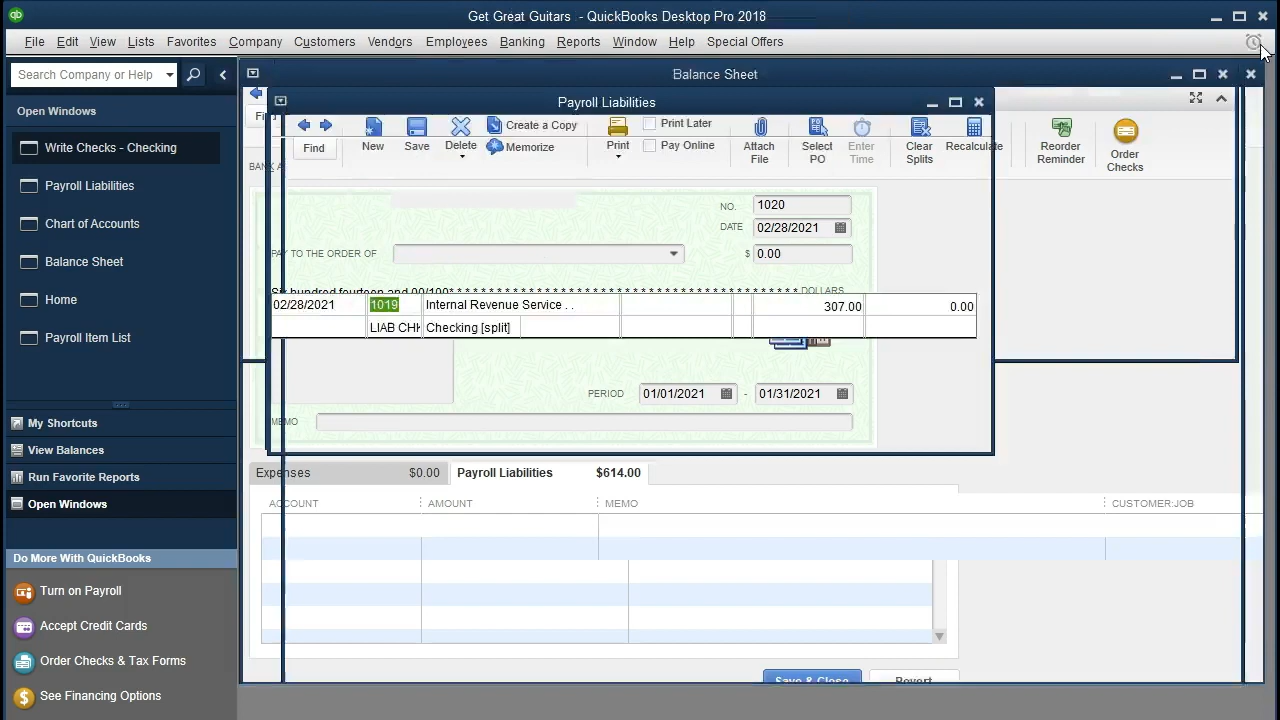 Get Great Guitars - QuickBooks Desktop Pro 2018
File Edit View Lists Favorites Company Customers Vendors Employees Banking Reports Window Help Special Offers
Search Company or Help
Open Windows
Write Checks - Checking
Payroll Liabilities
Chart of Accounts
Balance Sheet
Home
Payroll Item List
My Shortcuts
View Balances
Run Favorite Reports
Open Windows
Do More With QuickBooks
Turn on Payroll
Accept Credit Cards
Order Checks & Tax Forms
See Financing Options
Balance Sheet
Payroll Liabilities
Find New Save Delete Create a Copy
Memorize
Print Print Later
Pay Online
Attach File
Select PO
Enter Time
Clear Splits
Recalculate
Reorder Reminder
Order Checks
BANK A
NO. 1020
DATE 02/28/2021
PAY TO THE ORDER OF $ 0.00
Six hundred fourteen and 00/100* * * * * * * * * * * * * * * * * * * * * * * * * * * * * * * * * * * * * * * * * * DOLLARS
02/28/2021 1019 Internal Revenue Service . . 307.00 0.00
LIAB CHK Checking [split]
PERIOD 01/01/2021 - 01/31/2021
MEMO
Expenses $0.00 Payroll Liabilities $614.00
ACCOUNT AMOUNT MEMO CUSTOMER:JOB
Save & Close Revert